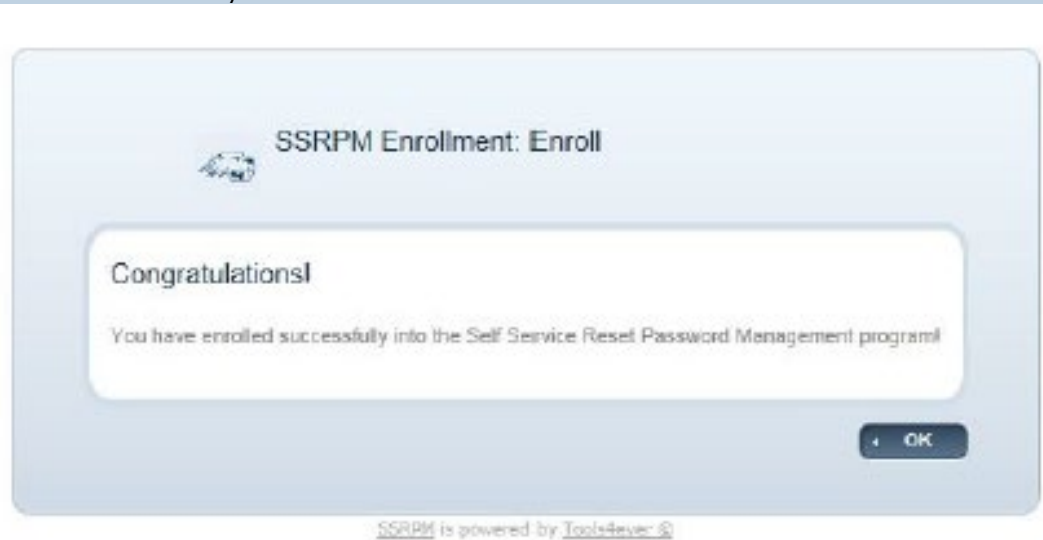 SSRPM Enrollment: Enroll
Congratulations!
You have enrolled successfully into the Self Service Reset Password Management program!
OK
SSRPM is powered by Tools4ever ©